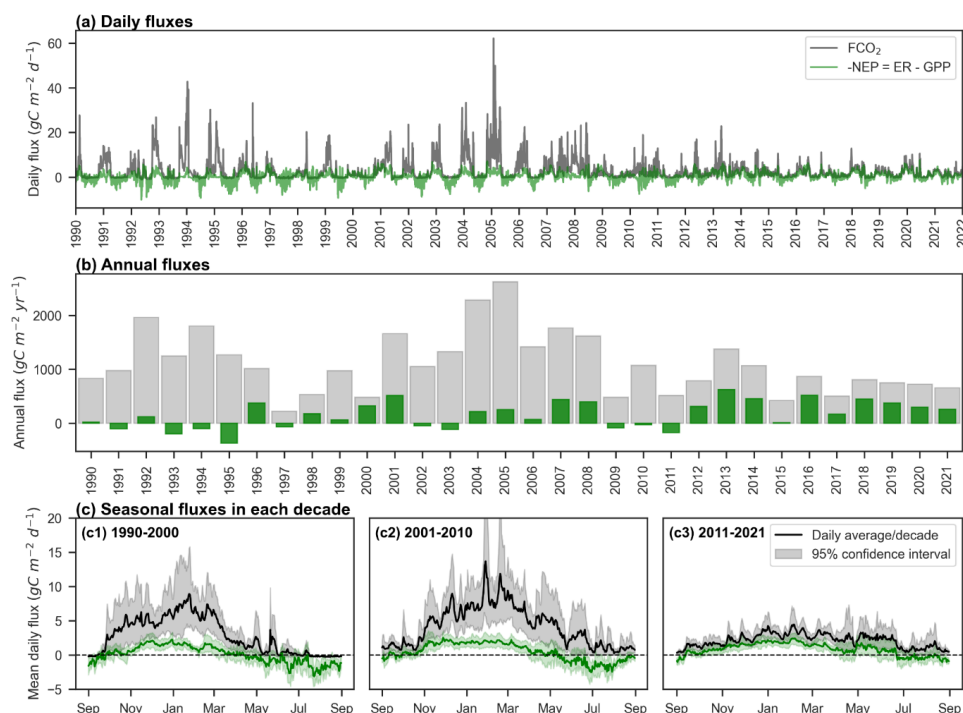 (a) Daily fluxes
Daily flux (gC m⁻² d⁻¹)
60
40
20
0
FCO₂
-NEP = ER - GPP
1990 1991 1992 1993 1994 1995 1996 1997 1998 1999 2000 2001 2002 2003 2004 2005 2006 2007 2008 2009 2010 2011 2012 2013 2014 2015 2016 2017 2018 2019 2020 2021 2022
(b) Annual fluxes
Annual flux (gC m⁻² yr⁻¹)
2000
1000
0
1990 1991 1992 1993 1994 1995 1996 1997 1998 1999 2000 2001 2002 2003 2004 2005 2006 2007 2008 2009 2010 2011 2012 2013 2014 2015 2016 2017 2018 2019 2020 2021
(c) Seasonal fluxes in each decade
Mean daily flux (gC m⁻² d⁻¹)
20
15
10
5
0
−5
(c1) 1990-2000
(c2) 2001-2010
(c3) 2011-2021
Daily average/decade
95% confidence interval
Sep Nov Jan Mar May Jul Sep
Sep Nov Jan Mar May Jul Sep
Sep Nov Jan Mar May Jul Sep